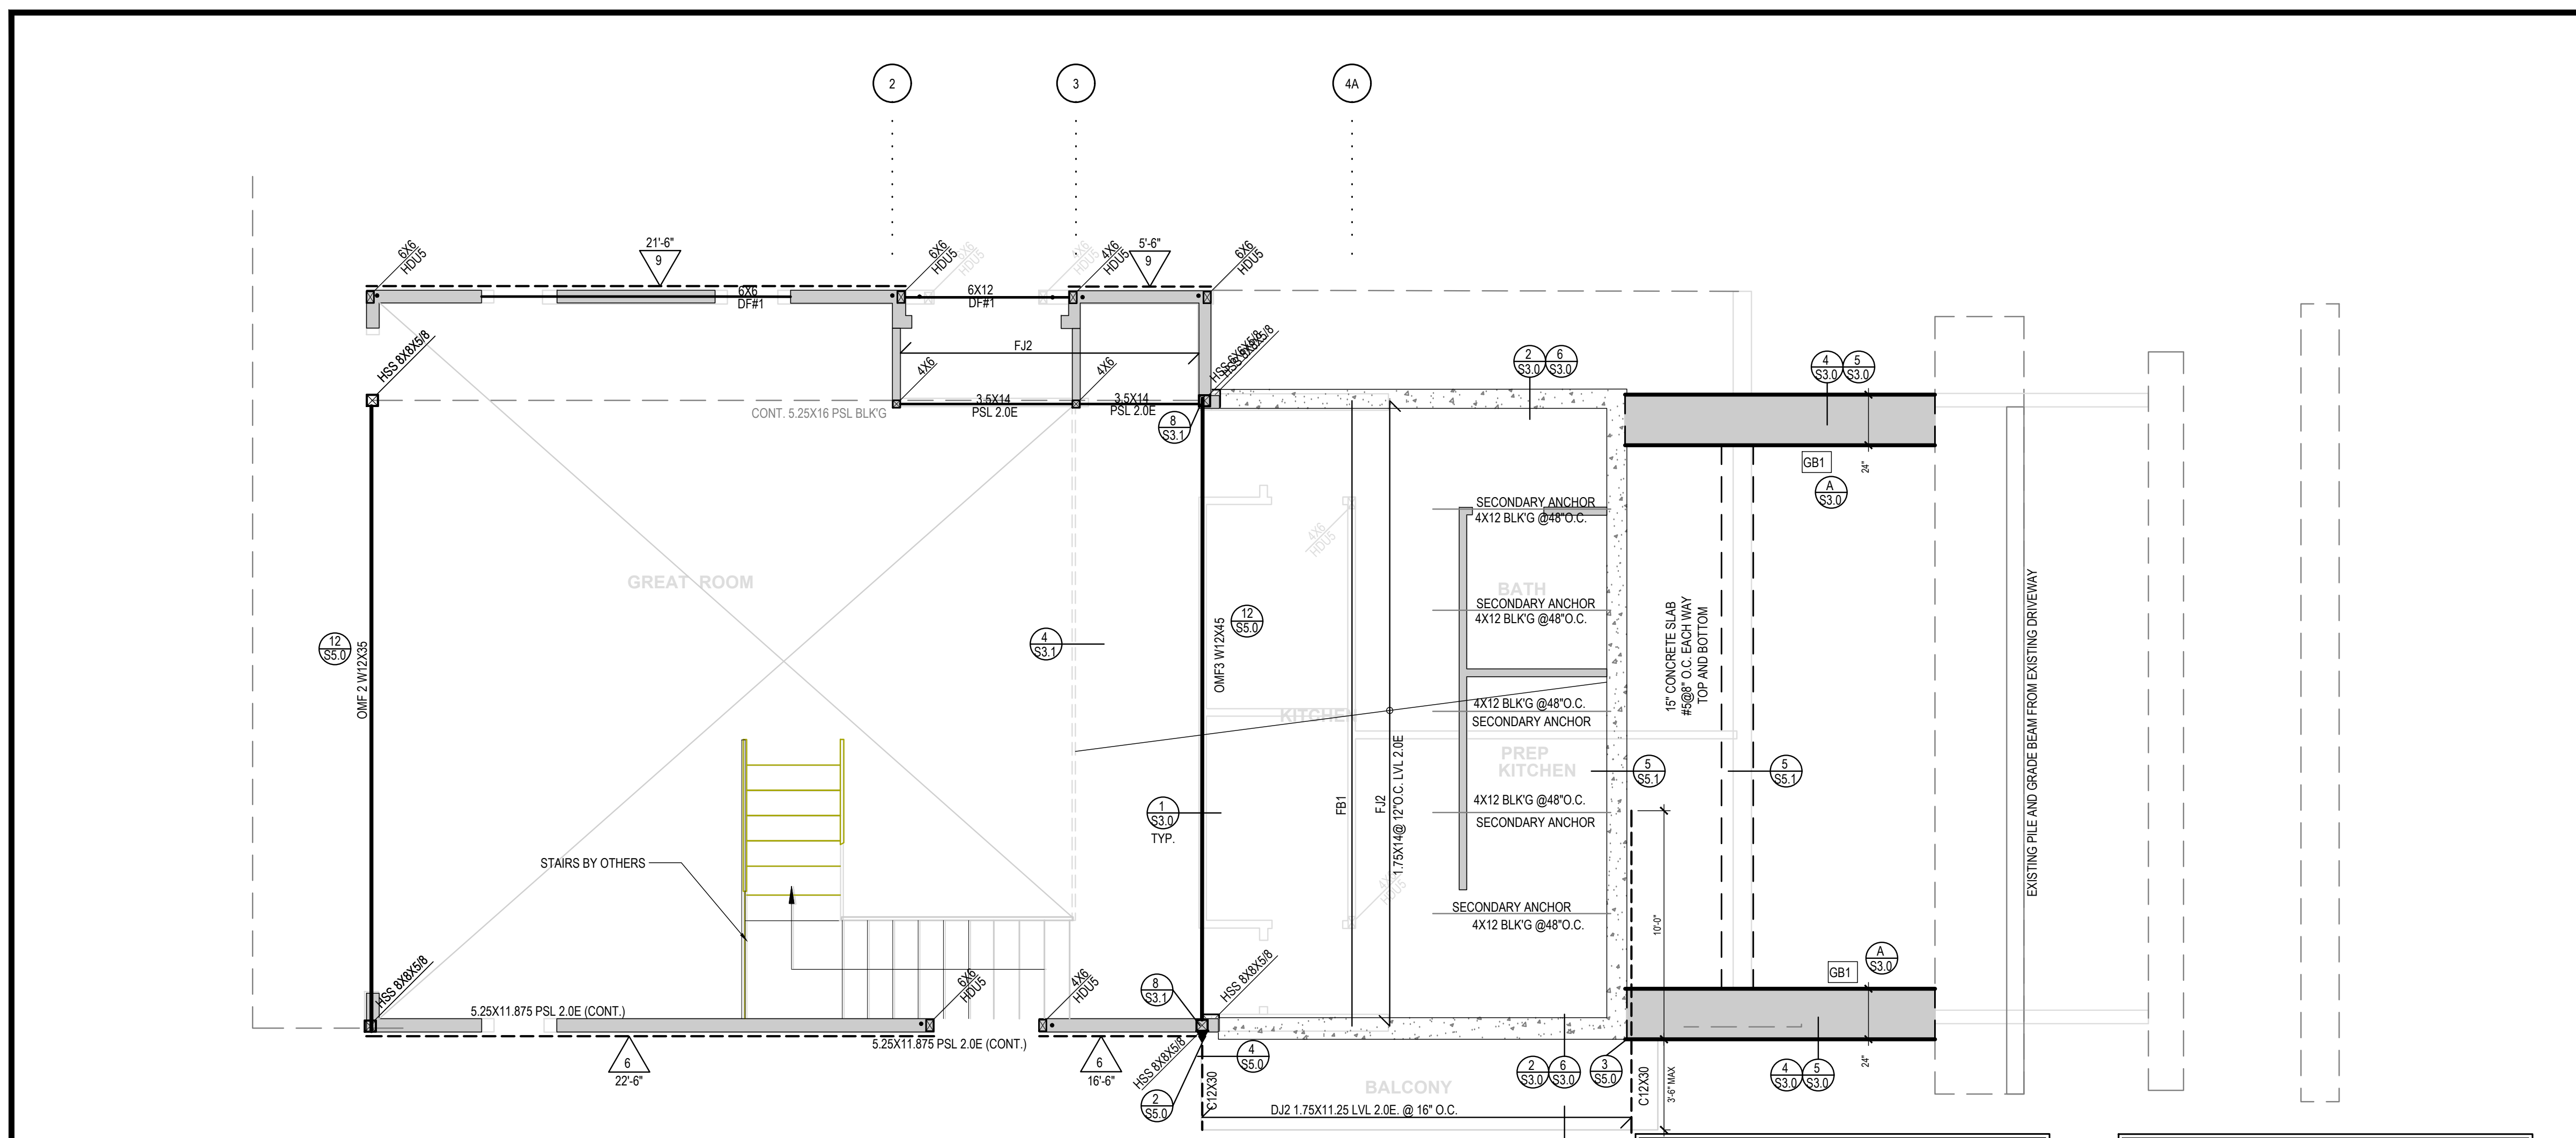 2
3
4A
21'-6"
9
5'-6"
9
6X6
HDU5
6X6
HDU5
6X6
HDU5
4X6
HDU5
4X6
HDU5
6X6
HDU5
6X6
DF#1
6X12
DF#1
FJ2
HSS 8X8X5/8
4X6
4X6
HSS 6X6X5/8
CONT. 5.25X16 PSL BLK'G
3.5X14
PSL 2.0E
3.5X14
PSL 2.0E
8
S3.1
2
S3.0
6
S3.0
4
S3.0
5
S3.0
GB1
24"
A
S3.0
SECONDARY ANCHOR
4X12 BLK'G @48"O.C.
4X6
HDU5
GREAT ROOM
BATH
SECONDARY ANCHOR
4X12 BLK'G @48"O.C.
12
S5.0
OMF 2 W12X35
4
S3.1
OMF3 W12X45
12
S5.0
15" CONCRETE SLAB
#5@8" O.C. EACH WAY
TOP AND BOTTOM
EXISTING PILE AND GRADE BEAM FROM EXISTING DRIVEWAY
KITCHEN
4X12 BLK'G @48"O.C.
SECONDARY ANCHOR
PREP
KITCHEN
5
S5.1
5
S5.1
1
S3.0
TYP.
FB1
FJ2
1.75X14@ 12"O.C. LVL 2.0E
4X12 BLK'G @48"O.C.
SECONDARY ANCHOR
STAIRS BY OTHERS
4X6
HDU5
SECONDARY ANCHOR
4X12 BLK'G @48"O.C.
10'-0"
HSS 8X8X5/8
6X6
HDU5
4X6
HDU5
8
S3.1
HSS 8X8X5/8
GB1
A
S3.0
5.25X11.875 PSL 2.0E (CONT.)
5.25X11.875 PSL 2.0E (CONT.)
6
22'-6"
6
16'-6"
HSS 8X8X5/8
4
S5.0
2
S5.0
C12X30
BALCONY
DJ2 1.75X11.25 LVL 2.0E. @ 16" O.C.
2
S3.0
6
S3.0
3
S5.0
C12X30
3'-6" MAX
4
S3.0
5
S3.0
24"